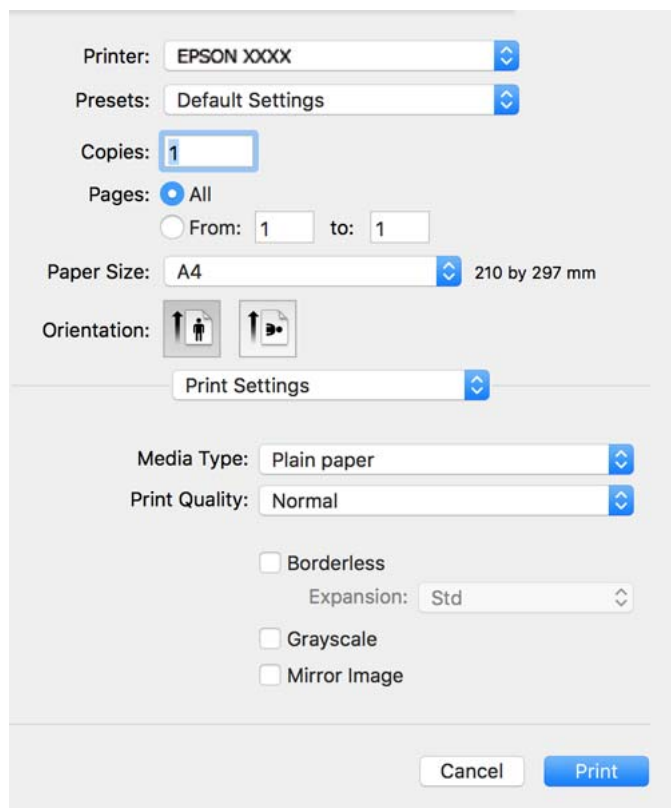 Printer: EPSON XXXX
Presets: Default Settings
Copies: 1
Pages: All
From: 1 to: 1
Paper Size: A4 210 by 297 mm
Orientation:
Print Settings
Media Type: Plain paper
Print Quality: Normal
Borderless
Expansion: Std
Grayscale
Mirror Image
Cancel Print